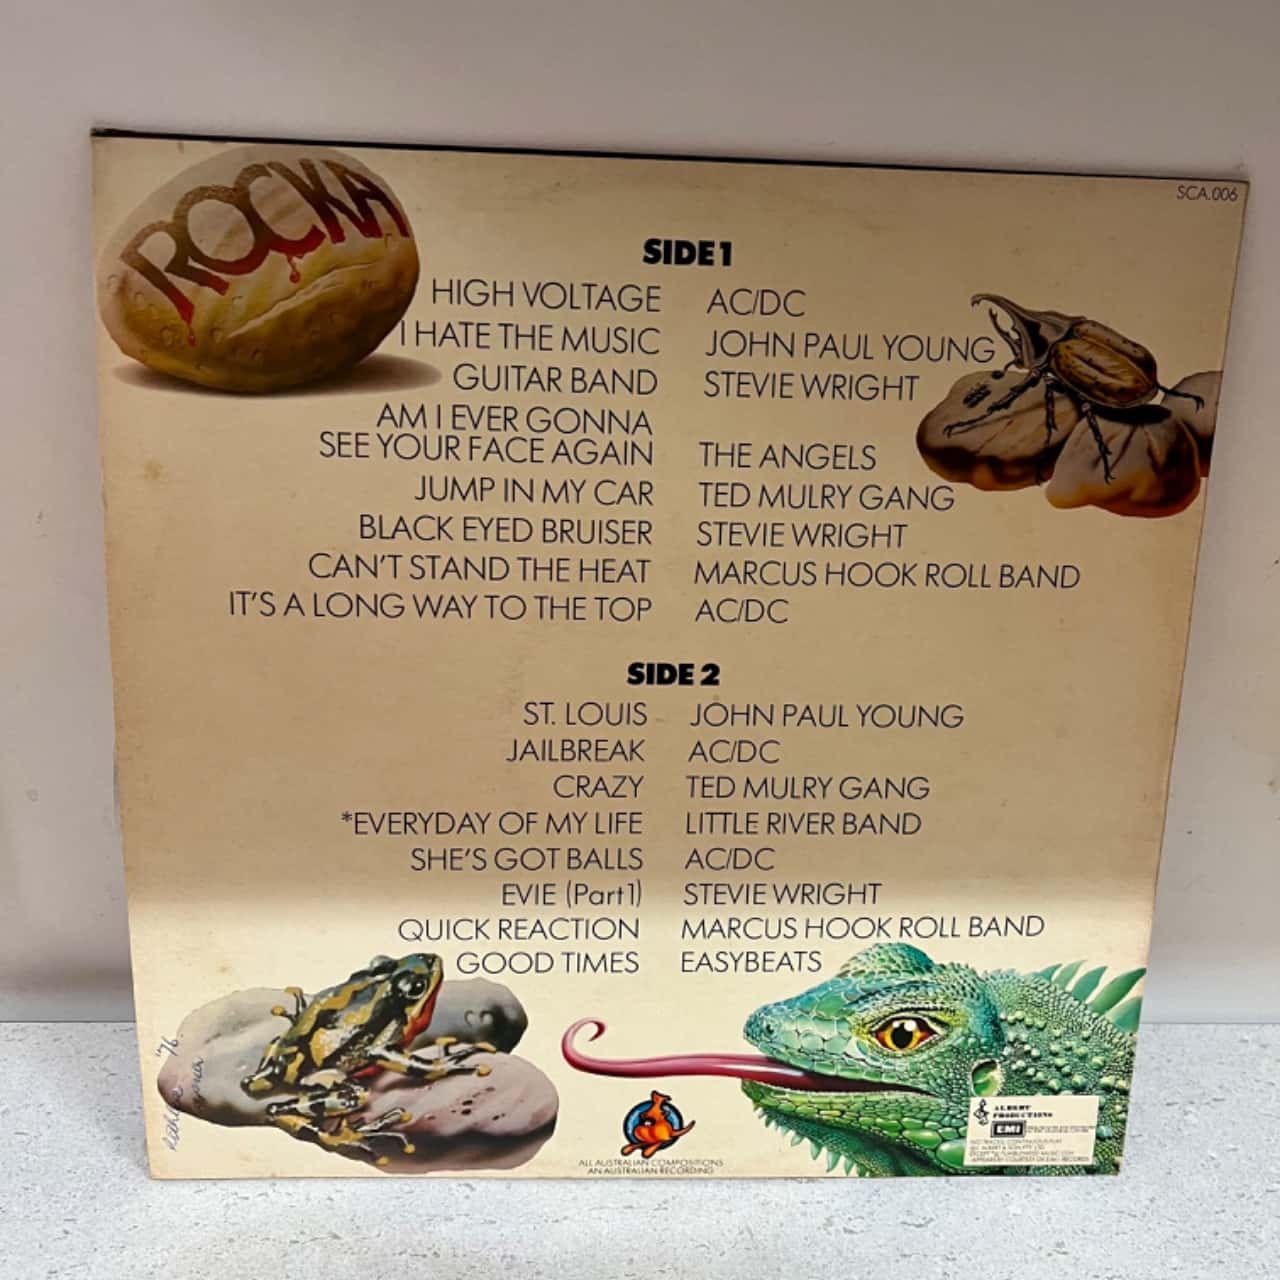 ROCKA
SCA.006
SIDE 1
HIGH VOLTAGE AC/DC
I HATE THE MUSIC JOHN PAUL YOUNG
GUITAR BAND STEVIE WRIGHT
AM I EVER GONNA
SEE YOUR FACE AGAIN THE ANGELS
JUMP IN MY CAR TED MULRY GANG
BLACK EYED BRUISER STEVIE WRIGHT
CAN'T STAND THE HEAT MARCUS HOOK ROLL BAND
IT'S A LONG WAY TO THE TOP AC/DC
SIDE 2
ST. LOUIS JOHN PAUL YOUNG
JAILBREAK AC/DC
CRAZY TED MULRY GANG
*EVERYDAY OF MY LIFE LITTLE RIVER BAND
SHE'S GOT BALLS AC/DC
EVIE (Part 1) STEVIE WRIGHT
QUICK REACTION MARCUS HOOK ROLL BAND
GOOD TIMES EASYBEATS
'76
ALL AUSTRALIAN COMPOSITIONS
AN AUSTRALIAN RECORDING
ALBERT
PRODUCTIONS
EMI